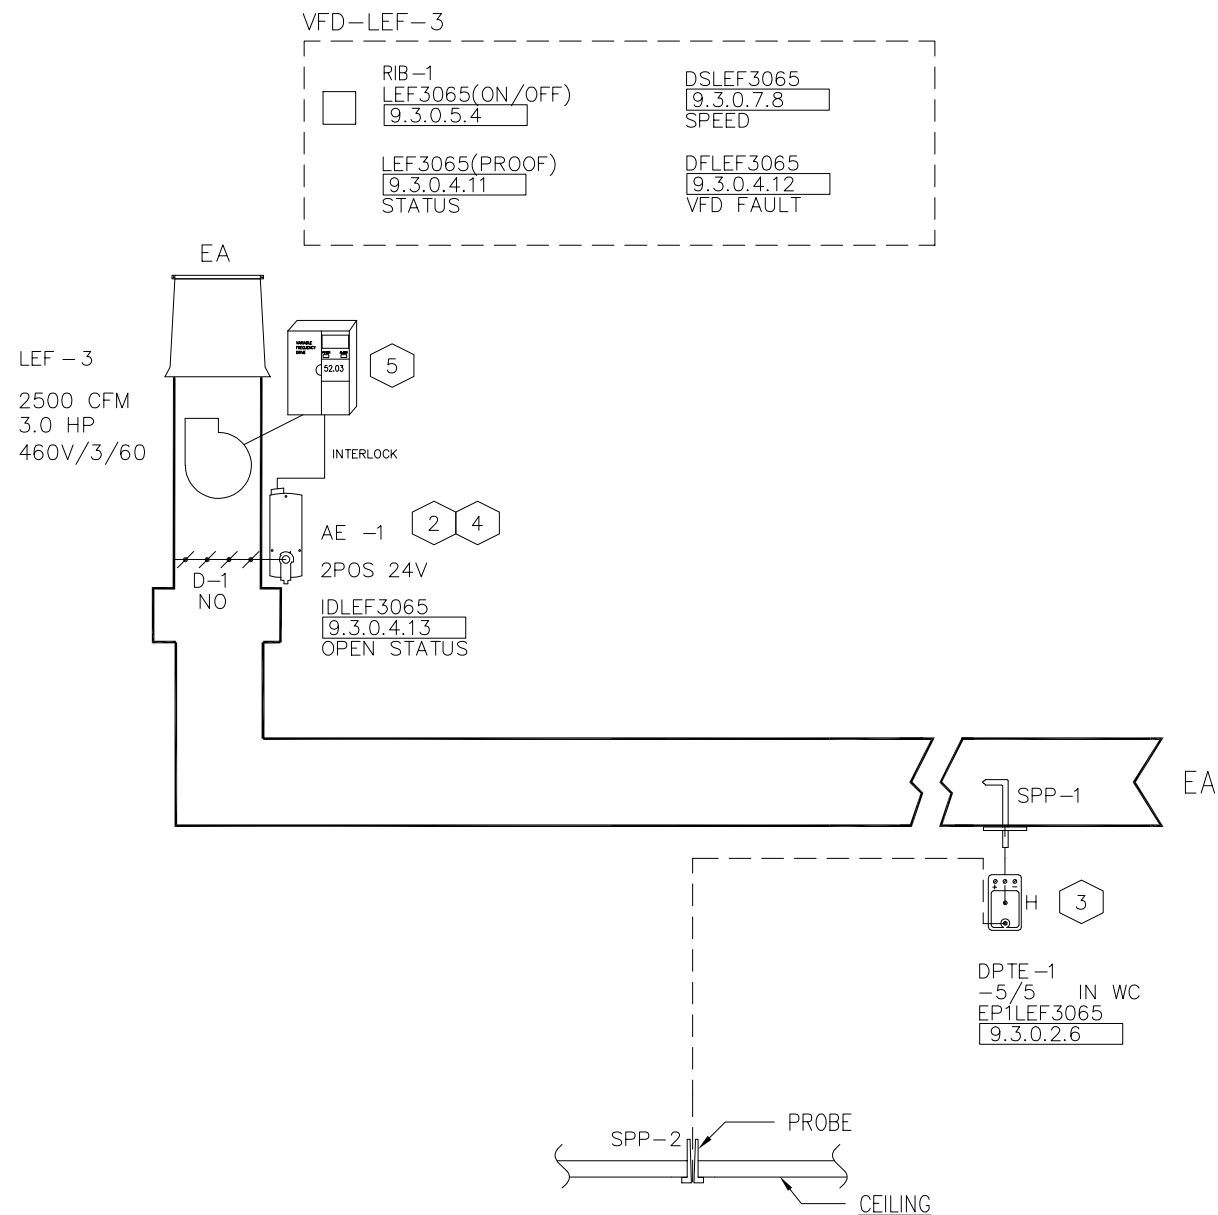 VFD-LEF-3
RIB-1
LEF3065(ON/OFF)
9.3.0.5.4
DSLEF3065
9.3.0.7.8
SPEED
LEF3065(PROOF)
9.3.0.4.11
STATUS
DFLEF3065
9.3.0.4.12
VFD FAULT
EA
LEF-3
2500 CFM
3.0 HP
460V/3/60
VARIABLE
FREQUENCY
DRIVE
52.03
5
INTERLOCK
AE -1
2
4
2POS 24V
D-1
NO
IDLEF3065
9.3.0.4.13
OPEN STATUS
EA
SPP-1
+
-
H
3
DPTE-1
-5/5 IN WC
EP1LEF3065
9.3.0.2.6
SPP-2
PROBE
CEILING